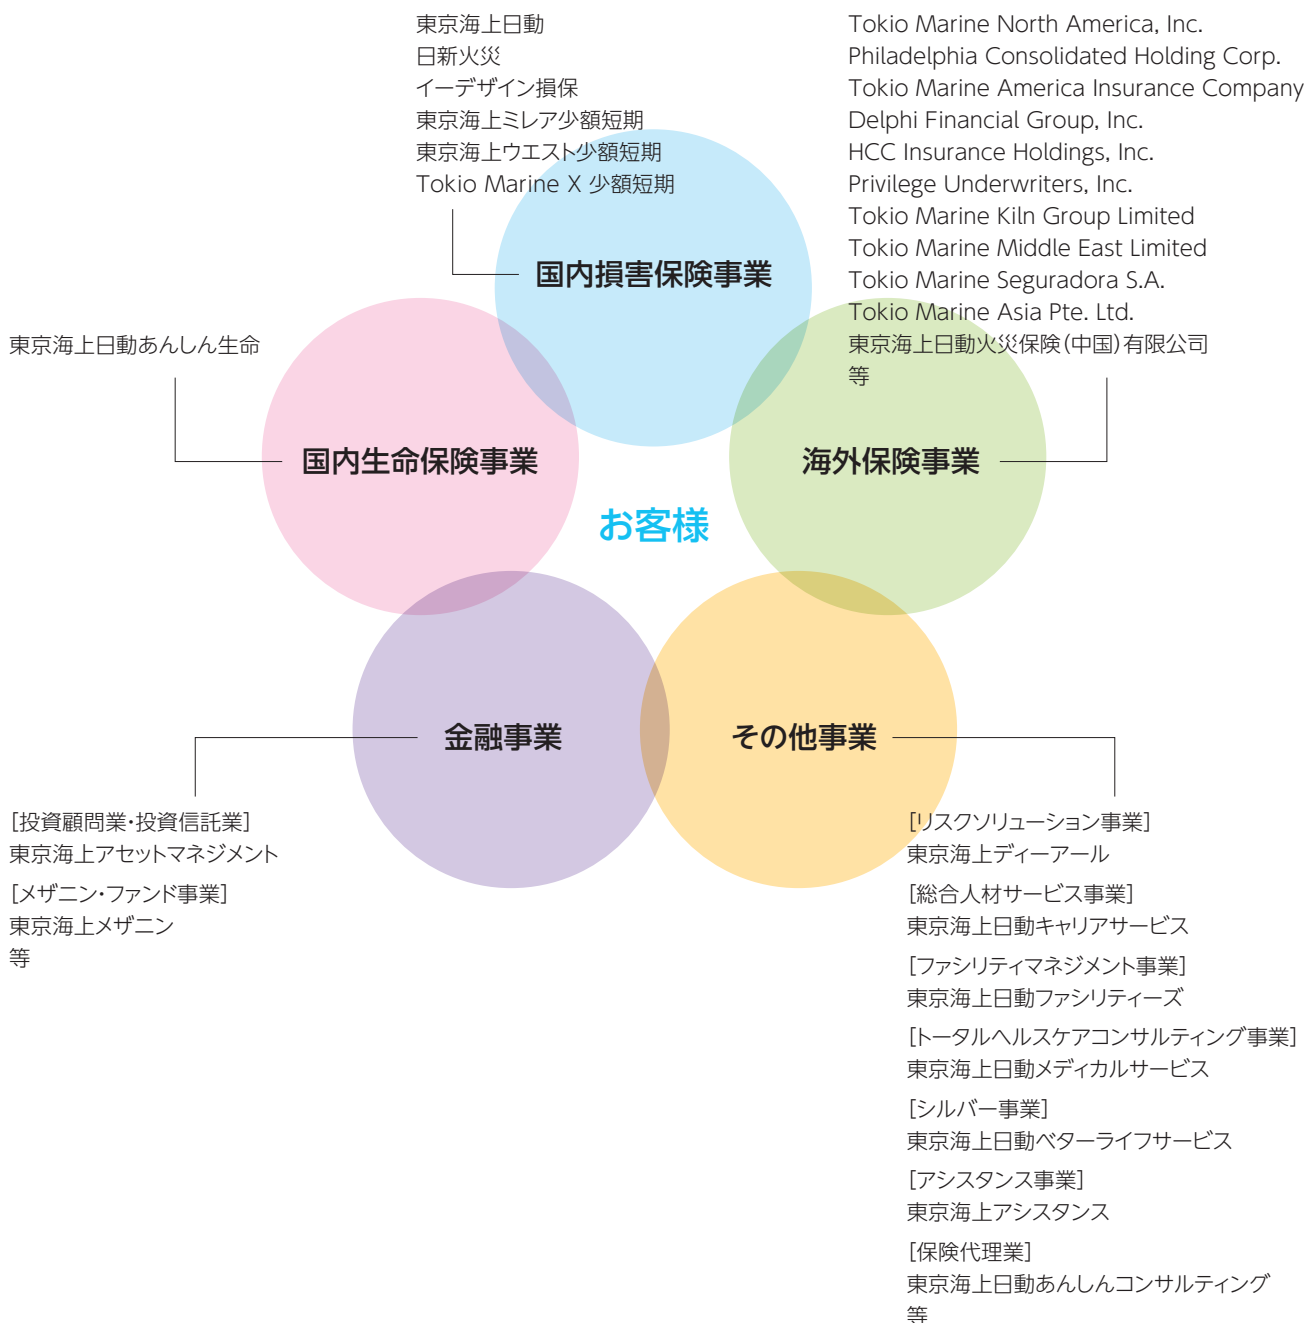 東京海上日動
日新火災
イーデザイン損保
東京海上ミレア少額短期
東京海上ウエスト少額短期
Tokio Marine X 少額短期
国内損害保険事業
Tokio Marine North America, Inc.
Philadelphia Consolidated Holding Corp.
Tokio Marine America Insurance Company
Delphi Financial Group, Inc.
HCC Insurance Holdings, Inc.
Privilege Underwriters, Inc.
Tokio Marine Kiln Group Limited
Tokio Marine Middle East Limited
Tokio Marine Seguradora S.A.
Tokio Marine Asia Pte. Ltd.
東京海上日動火災保険(中国)有限公司
等
海外保険事業
東京海上日動あんしん生命
国内生命保険事業
お客様
金融事業
[投資顧問業・投資信託業]
東京海上アセットマネジメント
[メザニン・ファンド事業]
東京海上メザニン
等
その他事業
[リスクソリューション事業]
東京海上ディーアール
[総合人材サービス事業]
東京海上日動キャリアサービス
[ファシリティマネジメント事業]
東京海上日動ファシリティーズ
[トータルヘルスケアコンサルティング事業]
東京海上日動メディカルサービス
[シルバー事業]
東京海上日動ベターライフサービス
[アシスタンス事業]
東京海上アシスタンス
[保険代理業]
東京海上日動あんしんコンサルティング
等